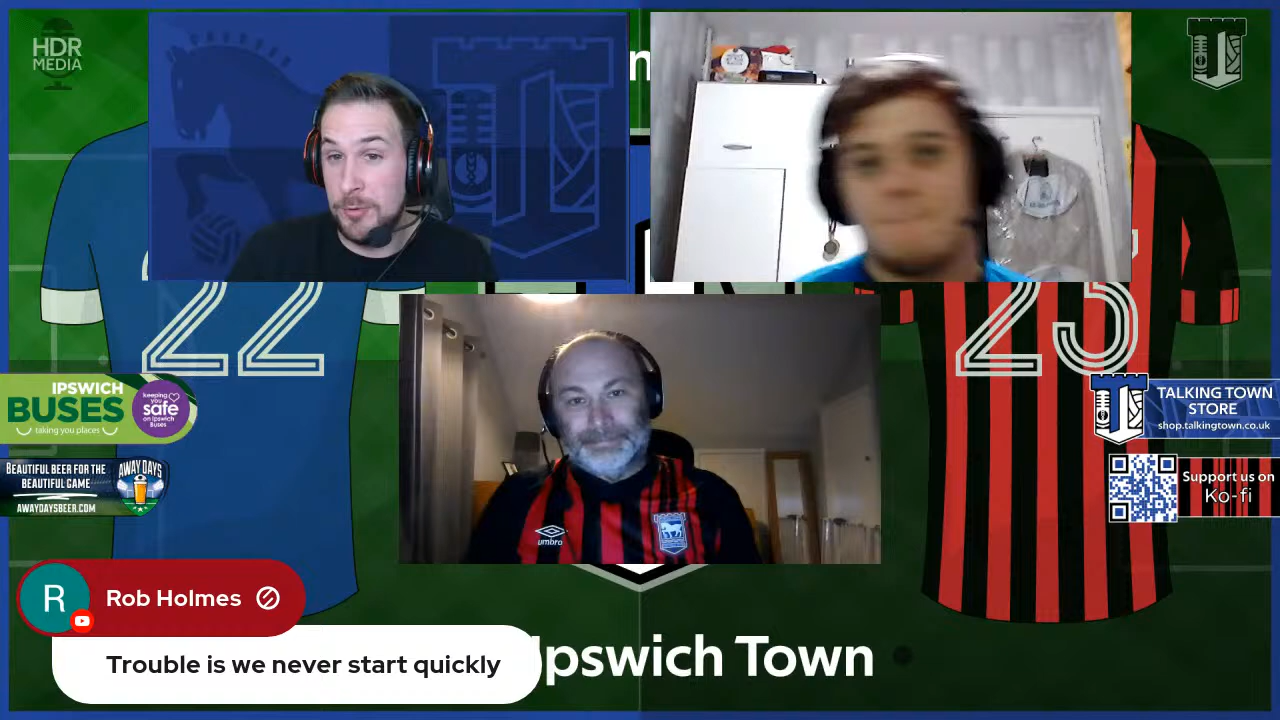 HDR
MEDIA
22
23
IPSWICH
BUSES
taking you places
keeping
you
safe
on Ipswich
Buses
BEAUTIFUL BEER FOR THE
BEAUTIFUL GAME
AWAYDAYSBEER.COM
AWAY DAYS
TALKING TOWN
STORE
shop.talkingtown.co.uk
Support us on
Ko-fi
umbro
R
Rob Holmes
Trouble is we never start quickly
Ipswich Town